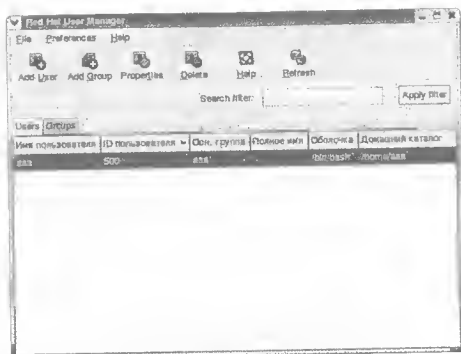 Red Hat User Manager
File Preferences Help
Add User Add Group Properties Delete Help Refresh
Search filter: Apply filter
Users Groups
Имя пользователя ID пользователя Осн. группа Полное имя Оболочка Домашний каталог
aaa 500 aaa /bin/bash /home/aaa